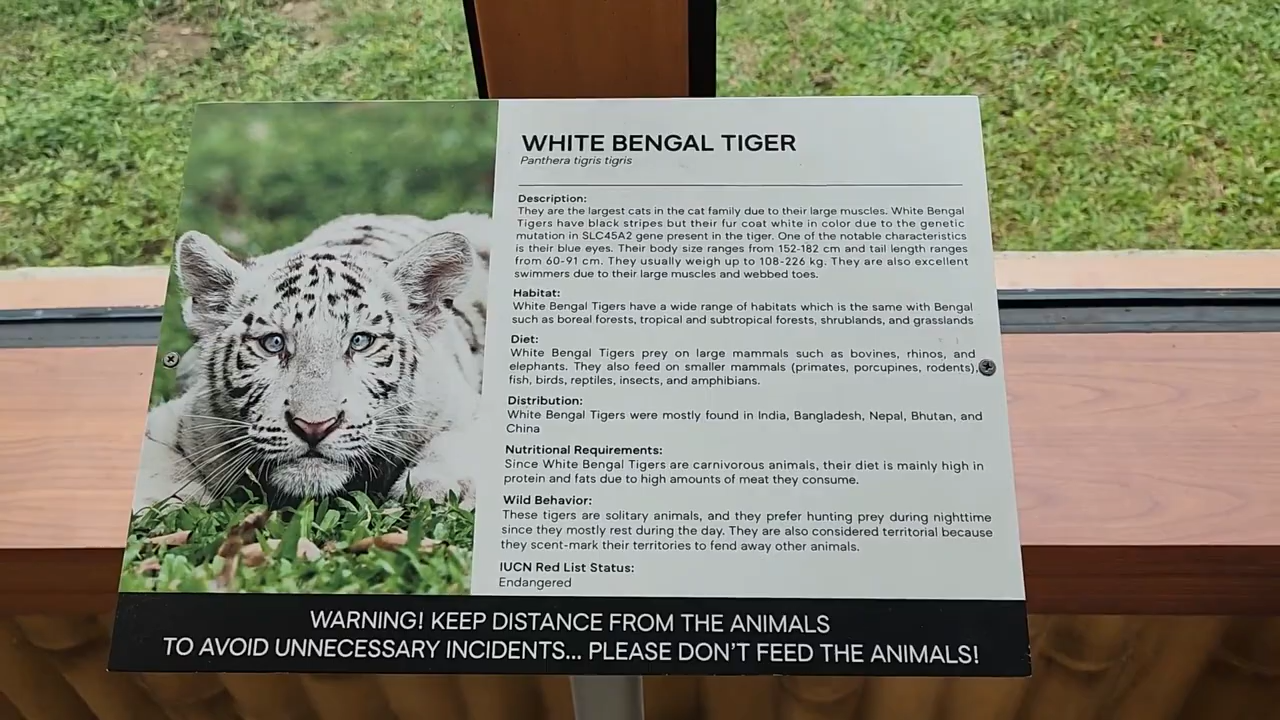 WHITE BENGAL TIGER
Panthera tigris tigris
Description:
They are the largest cats in the cat family due to their large muscles. White Bengal
Tigers have black stripes but their fur coat white in color due to the genetic
mutation in SLC45A2 gene present in the tiger. One of the notable characteristics
is their blue eyes. Their body size ranges from 152-182 cm and tail length ranges
from 60-91 cm. They usually weigh up to 108-226 kg. They are also excellent
swimmers due to their large muscles and webbed toes.
Habitat:
White Bengal Tigers have a wide range of habitats which is the same with Bengal
such as boreal forests, tropical and subtropical forests, shrublands, and grasslands
Diet:
White Bengal Tigers prey on large mammals such as bovines, rhinos, and
elephants. They also feed on smaller mammals (primates, porcupines, rodents),
fish, birds, reptiles, insects, and amphibians.
Distribution:
White Bengal Tigers were mostly found in India, Bangladesh, Nepal, Bhutan, and
China
Nutritional Requirements:
Since White Bengal Tigers are carnivorous animals, their diet is mainly high in
protein and fats due to high amounts of meat they consume.
Wild Behavior:
These tigers are solitary animals, and they prefer hunting prey during nighttime
since they mostly rest during the day. They are also considered territorial because
they scent-mark their territories to fend away other animals.
IUCN Red List Status:
Endangered
WARNING! KEEP DISTANCE FROM THE ANIMALS
TO AVOID UNNECESSARY INCIDENTS... PLEASE DON'T FEED THE ANIMALS!